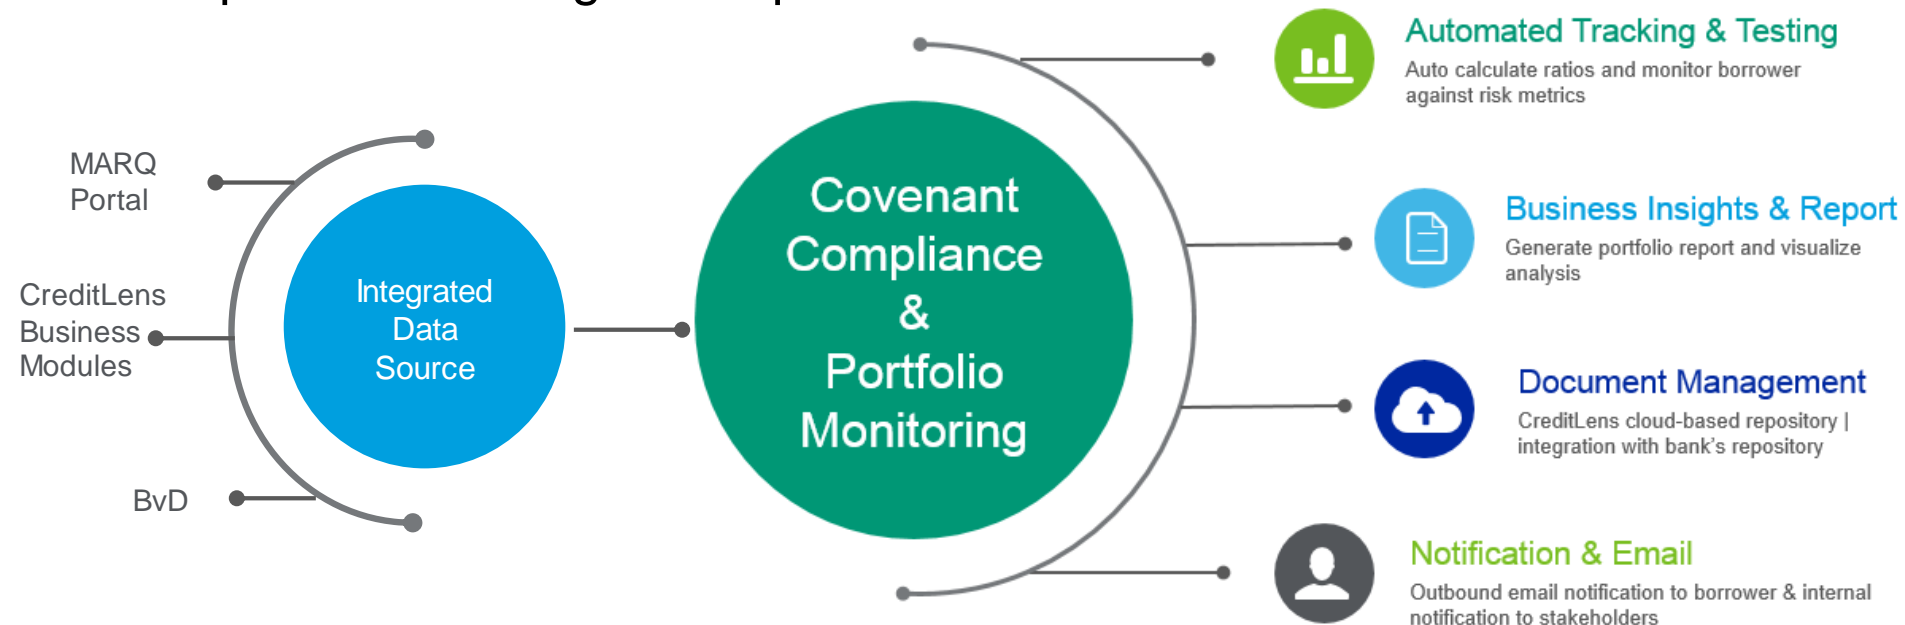 MARQ
Portal
CreditLens
Business
Modules
BvD
Integrated
Data
Source
Covenant
Compliance
&
Portfolio
Monitoring
Automated Tracking & Testing
Auto calculate ratios and monitor borrower
against risk metrics
Business Insights & Report
Generate portfolio report and visualize
analysis
Document Management
CreditLens cloud-based repository |
integration with bank's repository
Notification & Email
Outbound email notification to borrower & internal
notification to stakeholders